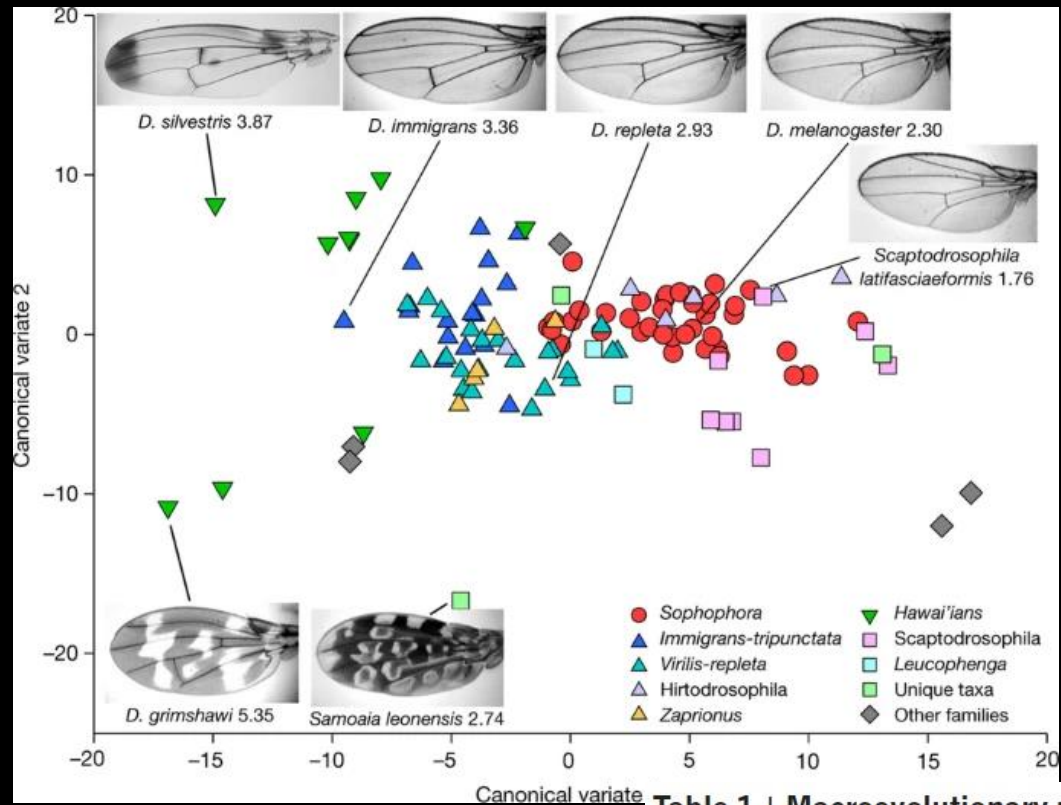 20
10
0
−10
−20
Canonical variate 2
D. silvestris 3.87
D. immigrans 3.36
D. repleta 2.93
D. melanogaster 2.30
Scaptodrosophila
latifasciaeformis 1.76
D. grimshawi 5.35
Samoaia leonensis 2.74
Sophophora
Immigrans-tripunctata
Virilis-repleta
Hirtodrosophila
Zaprionus
Hawai'ians
Scaptodrosophila
Leucophenga
Unique taxa
Other families
−20 −15 −10 −5 0 5 10 15 20
Canonical variate
Table 1 | Macroevolutionary